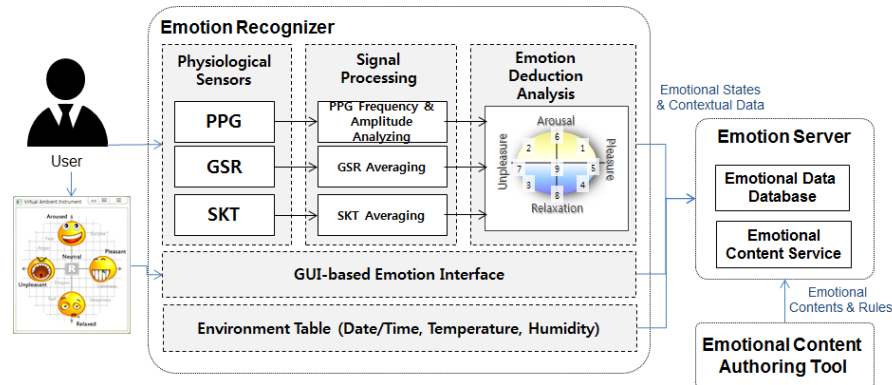 Emotion Recognizer
Physiological
Sensors
Signal
Processing
Emotion
Deduction
Analysis
PPG
PPG Frequency &
Amplitude
Analyzing
GSR
GSR Averaging
SKT
SKT Averaging
Arousal
Unpleasure
Pleasure
Relaxation
6
2
1
7
9
5
3
4
8
User
Virtual Ambient Instrument
Aroused
Neutral
Pleasant
R
Unpleasant
Relaxed
GUI-based Emotion Interface
Environment Table (Date/Time, Temperature, Humidity)
Emotional States
& Contextual Data
Emotion Server
Emotional Data
Database
Emotional
Content Service
Emotional
Contents & Rules
Emotional Content
Authoring Tool